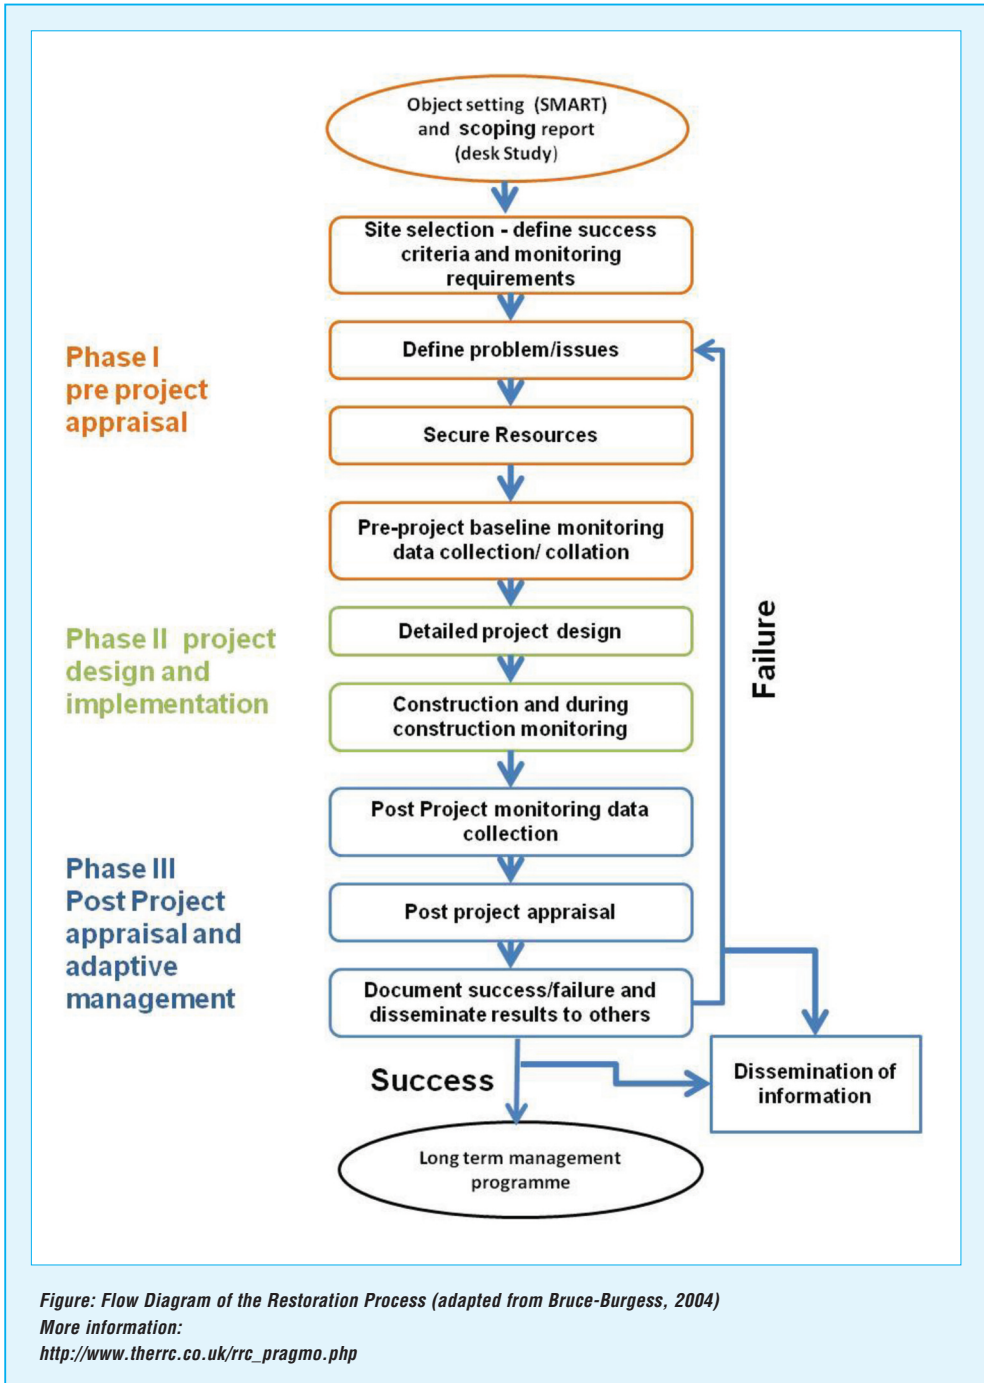 Object setting (SMART)
and scoping report
(desk Study)
Site selection - define success
criteria and monitoring
requirements
Define problem/issues
Phase I
pre project
appraisal
Secure Resources
Pre-project baseline monitoring
data collection/ collation
Detailed project design
Phase II project
design and
implementation
Construction and during
construction monitoring
Failure
Post Project monitoring data
collection
Phase III
Post Project
appraisal and
adaptive
management
Post project appraisal
Document success/failure and
disseminate results to others
Success
Dissemination of
information
Long term management
programme
Figure: Flow Diagram of the Restoration Process (adapted from Bruce-Burgess, 2004)
More information:
http://www.therrc.co.uk/rrc_pragmo.php